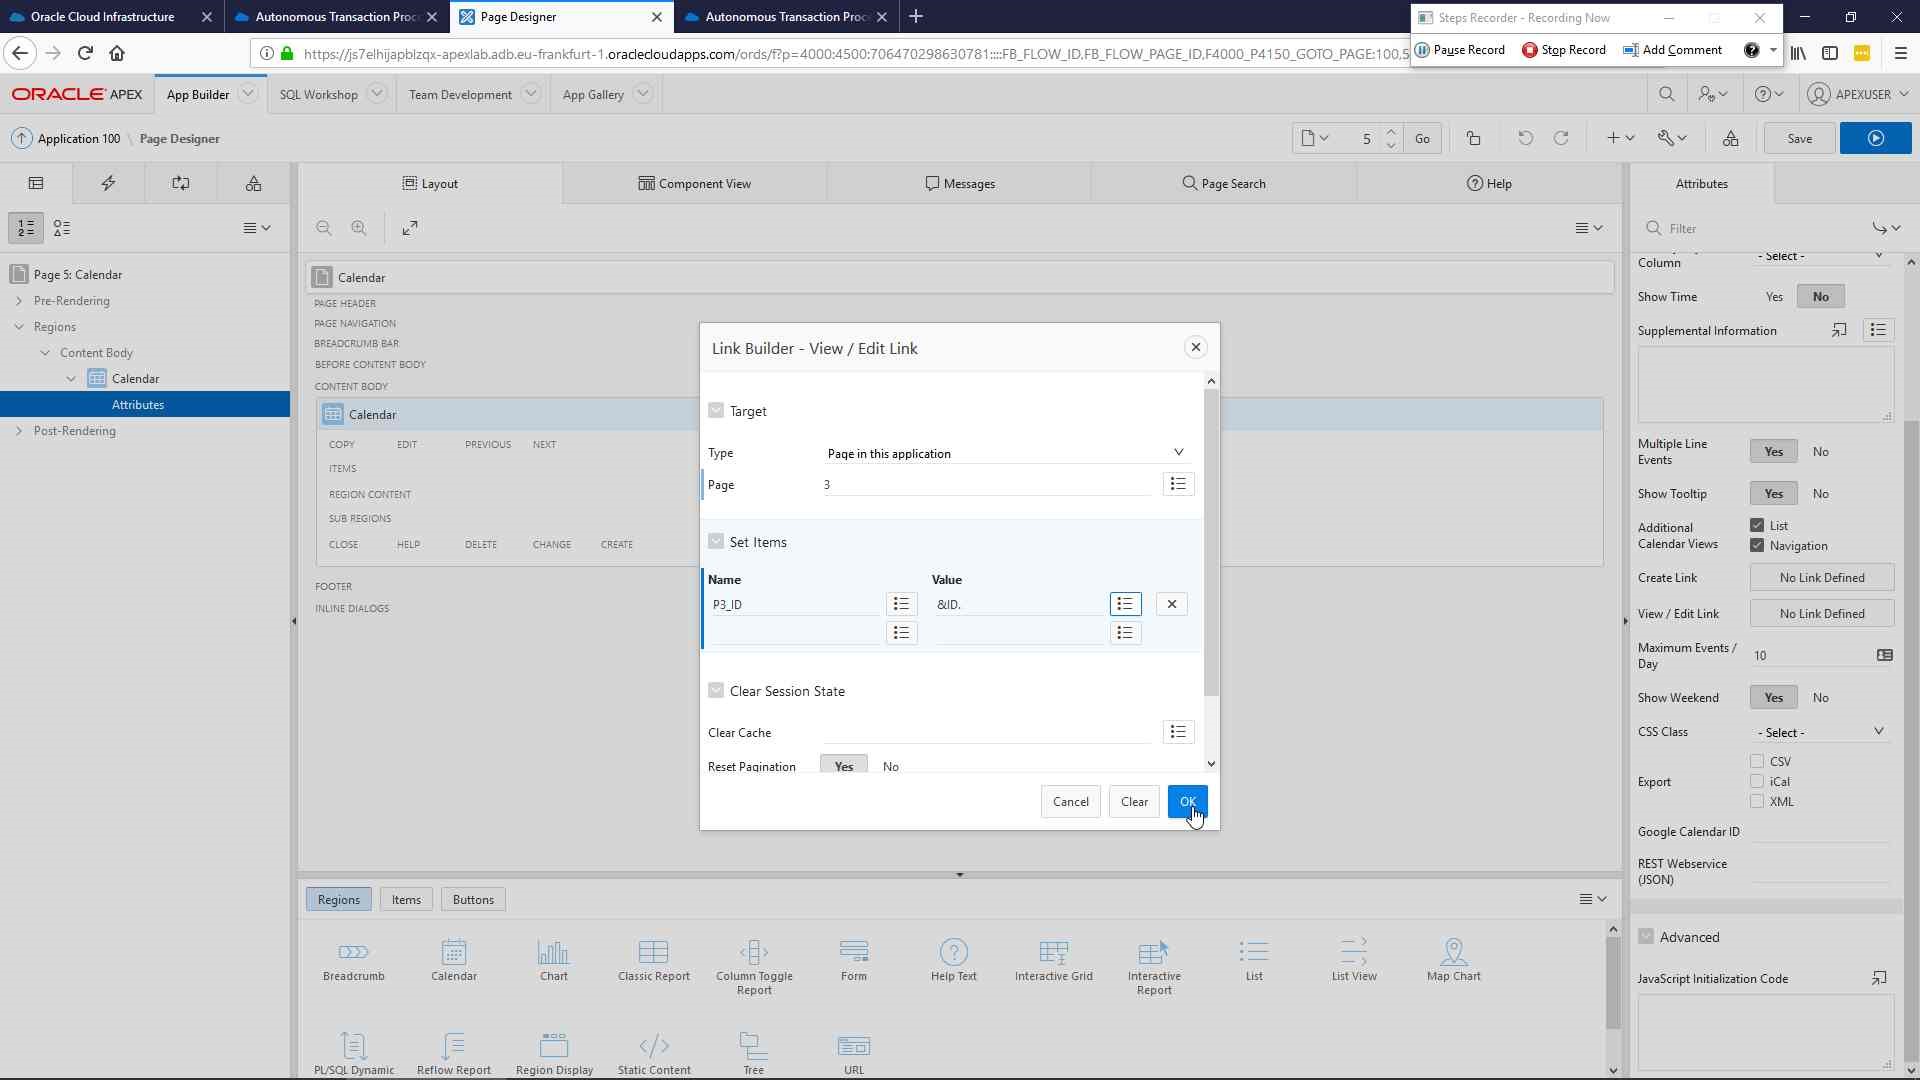 Oracle Cloud Infrastructure
Autonomous Transaction Proc
Page Designer
Autonomous Transaction Proc
Steps Recorder - Recording Now
https://js7elhijapblzqx-apexlab.adb.eu-frankfurt-1.oraclecloudapps.com/ords/f?p=4000:4500:706470298630781::::FB_FLOW_ID,FB_FLOW_PAGE_ID,F4000_P4150_GOTO_PAGE:100,5
Pause Record Stop Record Add Comment
ORACLE APEX App Builder SQL Workshop Team Development App Gallery APEXUSER
Application 100 \ Page Designer 5 Go Save
Layout Component View Messages Page Search Help Attributes
Filter
Page 5: Calendar
Pre-Rendering
Regions
Content Body
Calendar
Attributes
Post-Rendering
Calendar
PAGE HEADER
PAGE NAVIGATION
BREADCRUMB BAR
BEFORE CONTENT BODY
CONTENT BODY
Calendar
COPY EDIT PREVIOUS NEXT
ITEMS
REGION CONTENT
SUB REGIONS
CLOSE HELP DELETE CHANGE CREATE
FOOTER
INLINE DIALOGS
Link Builder - View / Edit Link
Target
Type Page in this application
Page 3
Set Items
Name Value
P3_ID &ID.
Clear Session State
Clear Cache
Reset Pagination Yes No
Cancel Clear OK
Column - Select -
Show Time Yes No
Supplemental Information
Multiple Line
Events Yes No
Show Tooltip Yes No
Additional
Calendar Views
List
Navigation
Create Link No Link Defined
View / Edit Link No Link Defined
Maximum Events /
Day 10
Show Weekend Yes No
CSS Class - Select -
Export
CSV
iCal
XML
Google Calendar ID
REST Webservice
(JSON)
Advanced
JavaScript Initialization Code
Regions Items Buttons
Breadcrumb Calendar Chart Classic Report Column Toggle
Report Form Help Text Interactive Grid Interactive
Report List List View Map Chart
PL/SQL Dynamic Reflow Report Region Display Static Content Tree URL